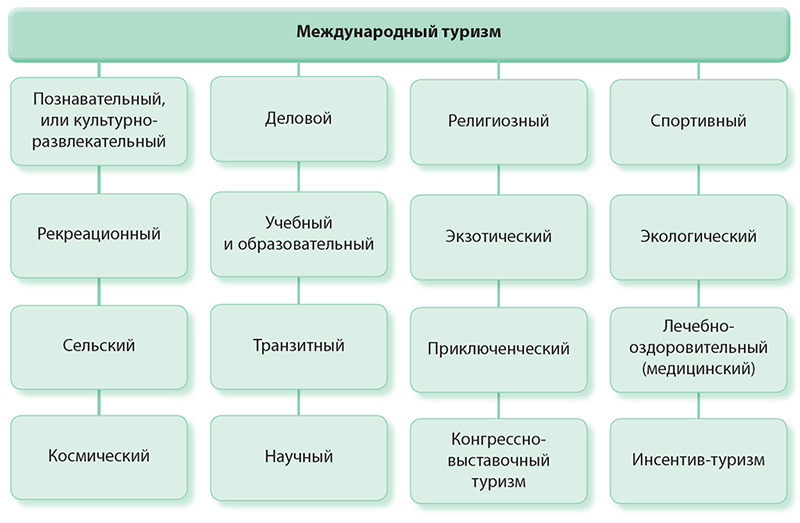 Международный туризм
Познавательный,
или культурно-
развлекательный
Деловой
Религиозный
Спортивный
Рекреационный
Учебный
и образовательный
Экзотический
Экологический
Сельский
Транзитный
Приключенческий
Лечебно-
оздоровительный
(медицинский)
Космический
Научный
Конгрессно-
выставочный
туризм
Инсентив-туризм